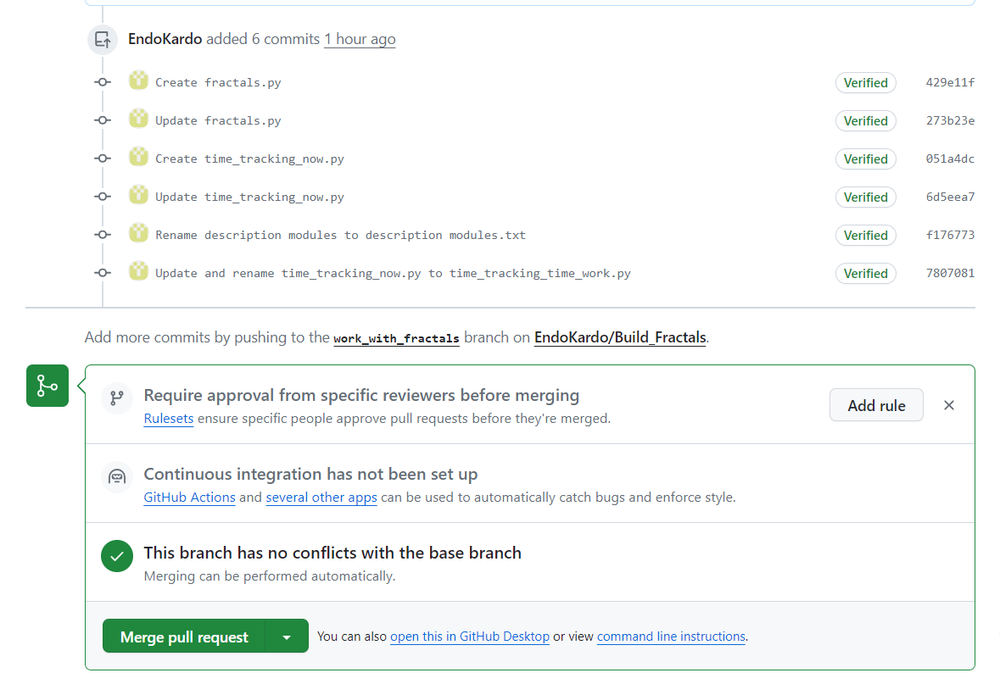 EndoKardo added 6 commits 1 hour ago
Create fractals.py Verified 429e11f
Update fractals.py Verified 273b23e
Create time_tracking_now.py Verified 051a4dc
Update time_tracking_now.py Verified 6d5eea7
Rename description modules to description modules.txt Verified f176773
Update and rename time_tracking_now.py to time_tracking_time_work.py Verified 7807081
Add more commits by pushing to the work_with_fractals branch on EndoKardo/Build_Fractals.
Require approval from specific reviewers before merging
Rulesets ensure specific people approve pull requests before they're merged.
Add rule
Continuous integration has not been set up
GitHub Actions and several other apps can be used to automatically catch bugs and enforce style.
This branch has no conflicts with the base branch
Merging can be performed automatically.
Merge pull request You can also open this in GitHub Desktop or view command line instructions.